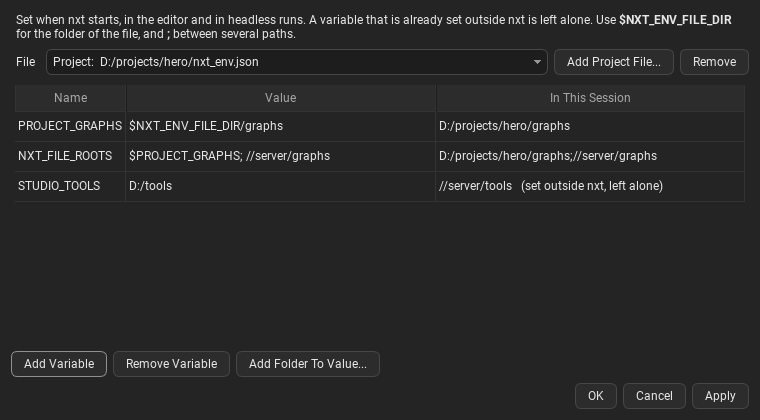 Set when nxt starts, in the editor and in headless runs. A variable that is already set outside nxt is left alone. Use $NXT_ENV_FILE_DIR
for the folder of the file, and ; between several paths.
File Project: D:/projects/hero/nxt_env.json Add Project File... Remove
Name Value In This Session
PROJECT_GRAPHS $NXT_ENV_FILE_DIR/graphs D:/projects/hero/graphs
NXT_FILE_ROOTS $PROJECT_GRAPHS; //server/graphs D:/projects/hero/graphs;//server/graphs
STUDIO_TOOLS D:/tools //server/tools (set outside nxt, left alone)
Add Variable Remove Variable Add Folder To Value...
OK Cancel Apply